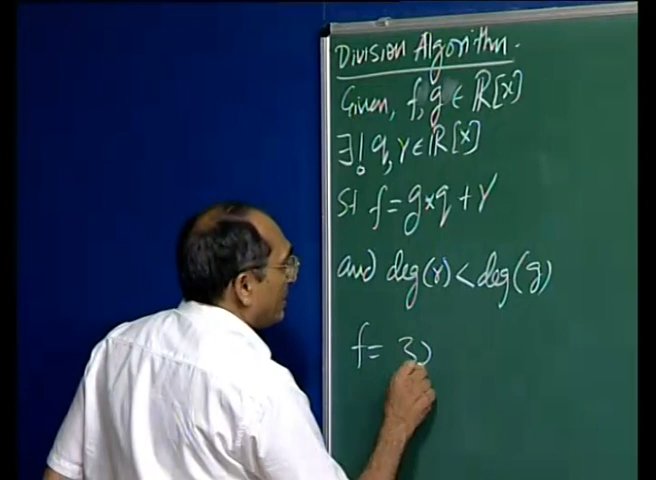 Division Algorithm.
Given, f, g ∈ ℝ[x]
∃! q, r ∈ ℝ[x]
St f = g×q + r
and deg(r) < deg(g)
f = 3